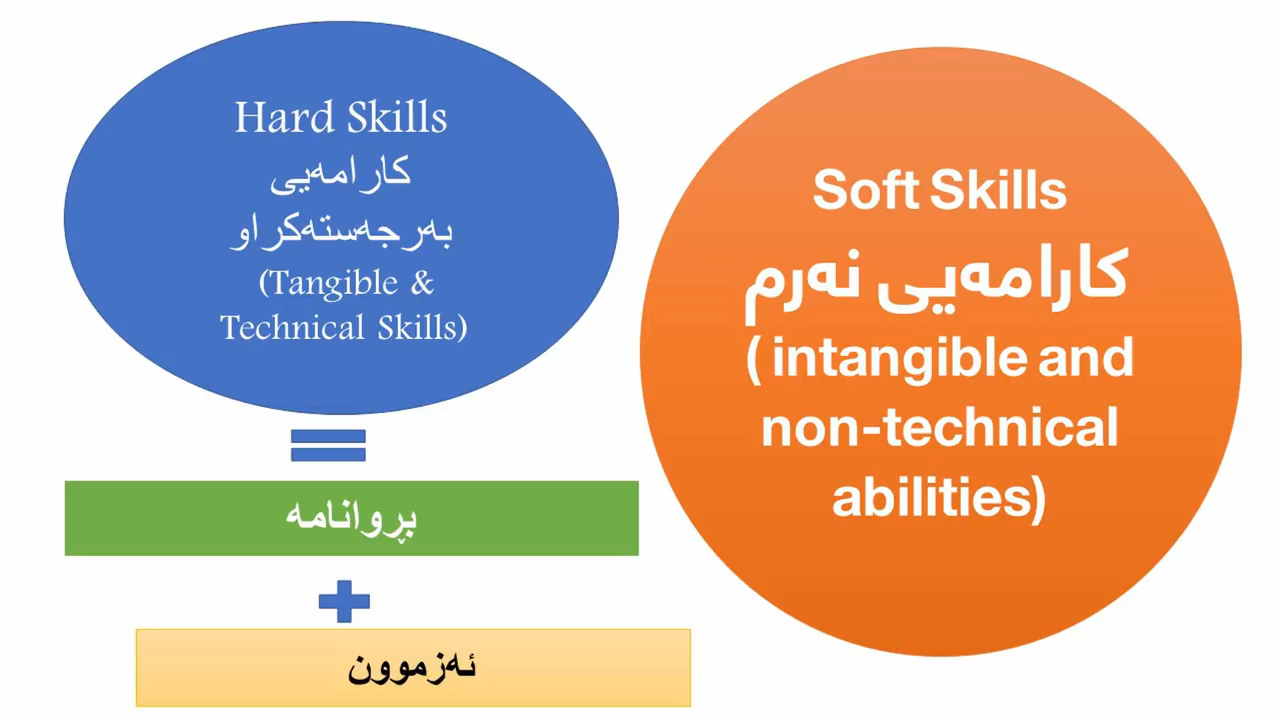 Hard Skills
کارامەیی
بەرجەستەکراو
(Tangible &
Technical Skills)
بڕوانامە
ئەزموون
Soft Skills
کارامەیی نەرم
( intangible and
non-technical
abilities)